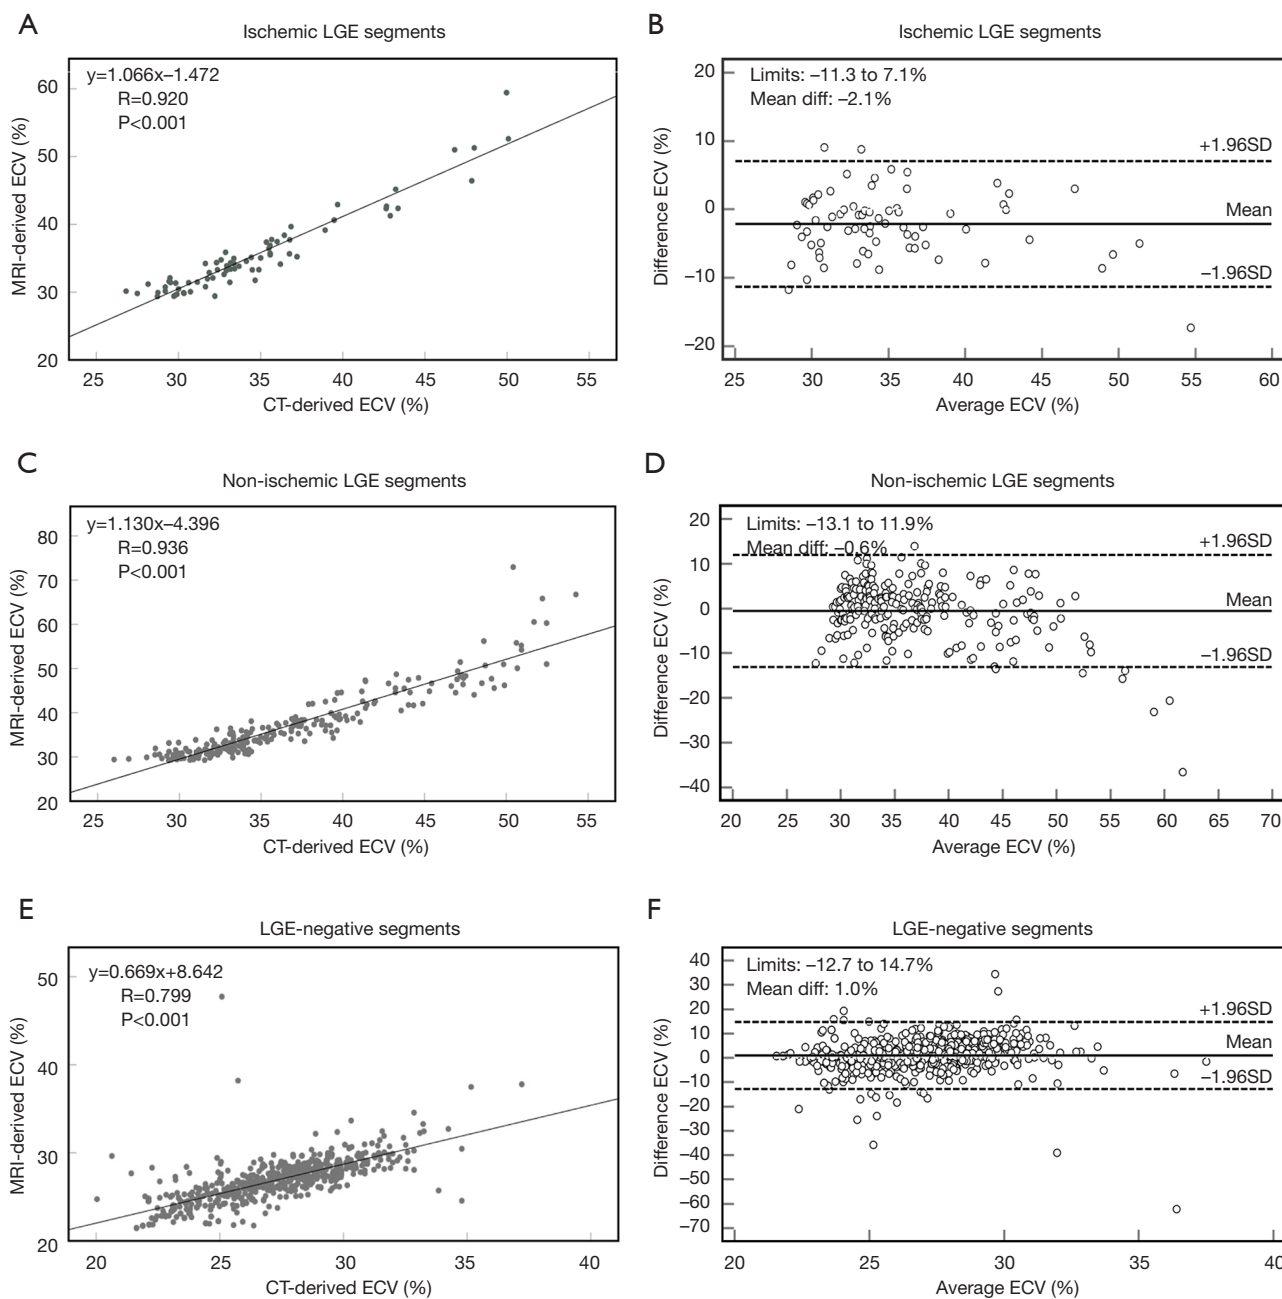 A
Ischemic LGE segments
y=1.066x–1.472
R=0.920
P<0.001
MRI-derived ECV (%)
60
50
40
30
20
25 30 35 40 45 50 55
CT-derived ECV (%)
B
Ischemic LGE segments
Limits: –11.3 to 7.1%
Mean diff: –2.1%
Difference ECV (%)
20
10
0
–10
–20
+1.96SD
Mean
–1.96SD
25 30 35 40 45 50 55 60
Average ECV (%)
C
Non-ischemic LGE segments
y=1.130x–4.396
R=0.936
P<0.001
MRI-derived ECV (%)
80
70
60
50
40
30
20
25 30 35 40 45 50 55
CT-derived ECV (%)
D
Non-ischemic LGE segments
Limits: –13.1 to 11.9%
Mean diff: –0.6%
Difference ECV (%)
20
10
0
–10
–20
–30
–40
+1.96SD
Mean
–1.96SD
20 25 30 35 40 45 50 55 60 65 70
Average ECV (%)
E
LGE-negative segments
y=0.669x+8.642
R=0.799
P<0.001
MRI-derived ECV (%)
50
40
30
20
20 25 30 35 40
CT-derived ECV (%)
F
LGE-negative segments
Limits: –12.7 to 14.7%
Mean diff: 1.0%
Difference ECV (%)
40
30
20
10
0
–10
–20
–30
–40
–50
–60
–70
+1.96SD
Mean
–1.96SD
20 25 30 35 40
Average ECV (%)